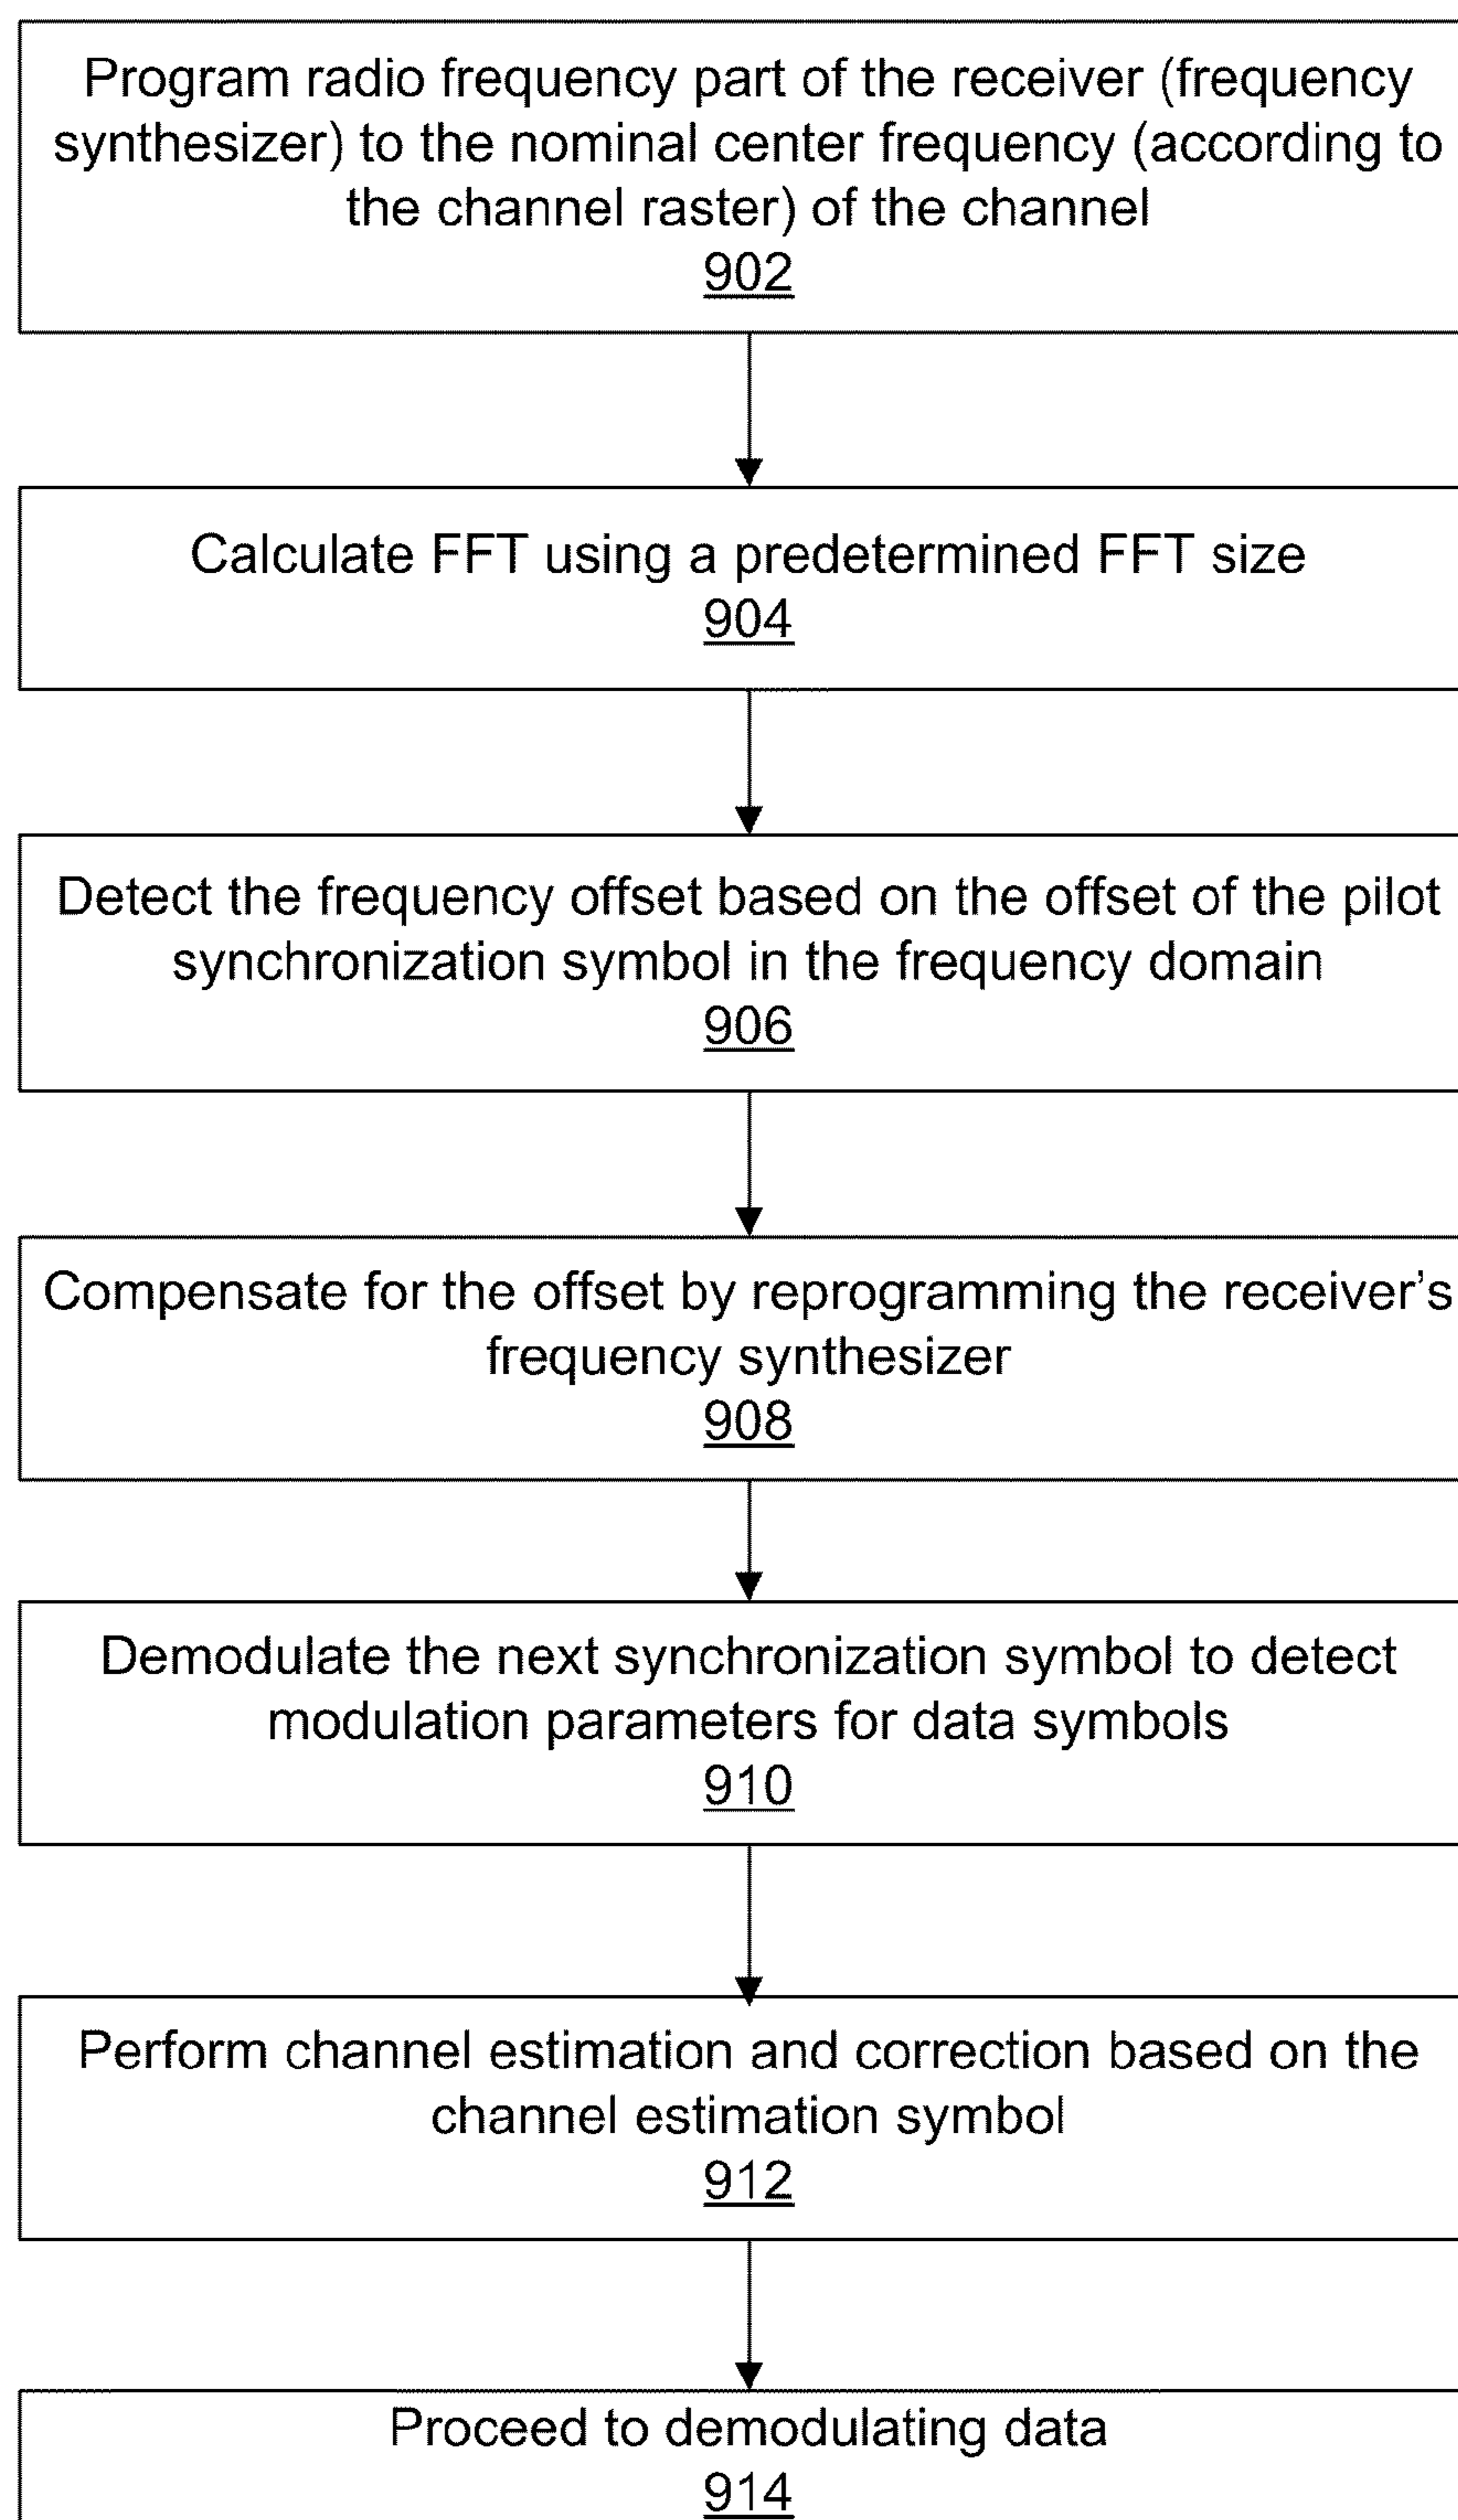 Program radio frequency part of the receiver (frequency
synthesizer) to the nominal center frequency (according to
the channel raster) of the channel
902
Calculate FFT using a predetermined FFT size
904
Detect the frequency offset based on the offset of the pilot
synchronization symbol in the frequency domain
906
Compensate for the offset by reprogramming the receiver's
frequency synthesizer
908
Demodulate the next synchronization symbol to detect
modulation parameters for data symbols
910
Perform channel estimation and correction based on the
channel estimation symbol
912
Proceed to demodulating data
914